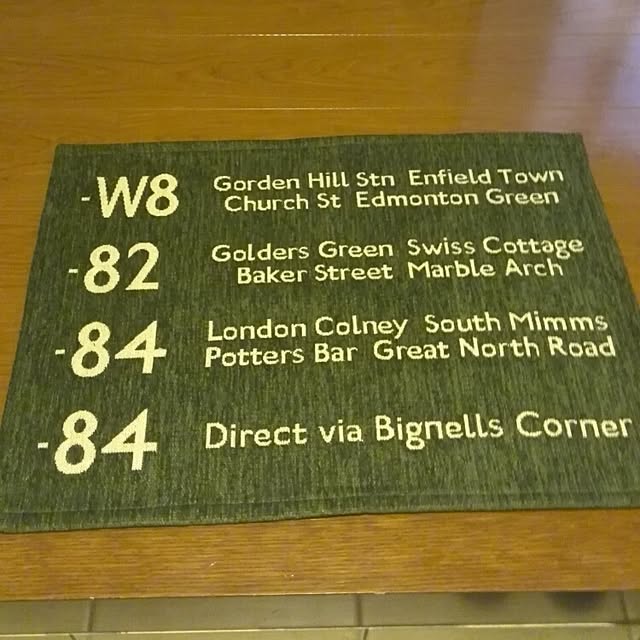 -W8 Gorden Hill Stn Enfield Town
Church St Edmonton Green
-82 Golders Green Swiss Cottage
Baker Street Marble Arch
-84 London Colney South Mimms
Potters Bar Great North Road
-84 Direct via Bignells Corner